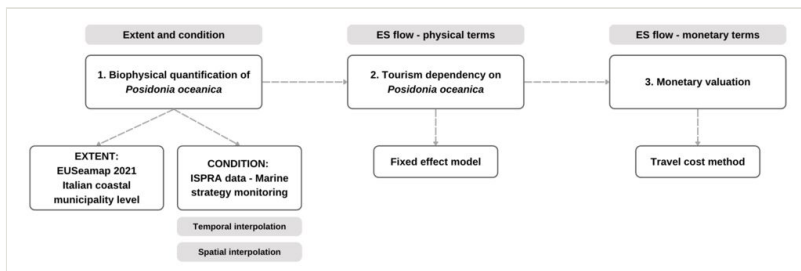 Extent and condition
ES flow - physical terms
ES flow - monetary terms
1. Biophysical quantification of
Posidonia oceanica
2. Tourism dependency on
Posidonia oceanica
3. Monetary valuation
EXTENT:
EUSeamap 2021
Italian coastal
municipality level
CONDITION:
ISPRA data - Marine
strategy monitoring
Fixed effect model
Travel cost method
Temporal interpolation
Spatial interpolation